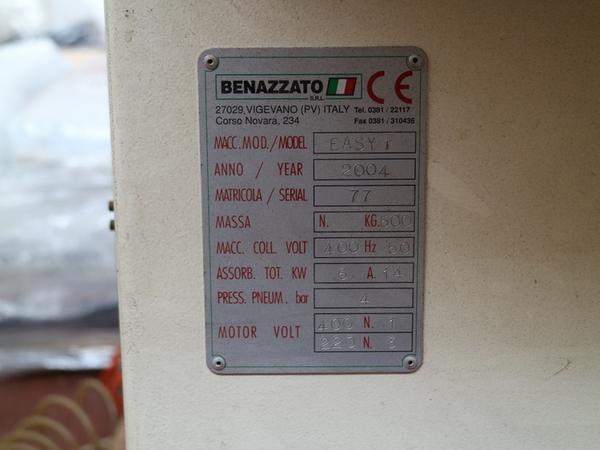 BENAZZATO
S.R.L.
CE
27029, VIGEVANO (PV) ITALY Tel. 0381 / 22117
Corso Novara, 234 Fax 0381 / 310436
MACC. MOD. / MODEL EASY
ANNO / YEAR 2004
MATRICOLA / SERIAL 77
MASSA N. KG. 600
MACC. COLL. VOLT 400 Hz 50
ASSORB. TOT. KW 6 A. 14
PRESS. PNEUM. bar 4
MOTOR VOLT 400 N. 1
220 N.